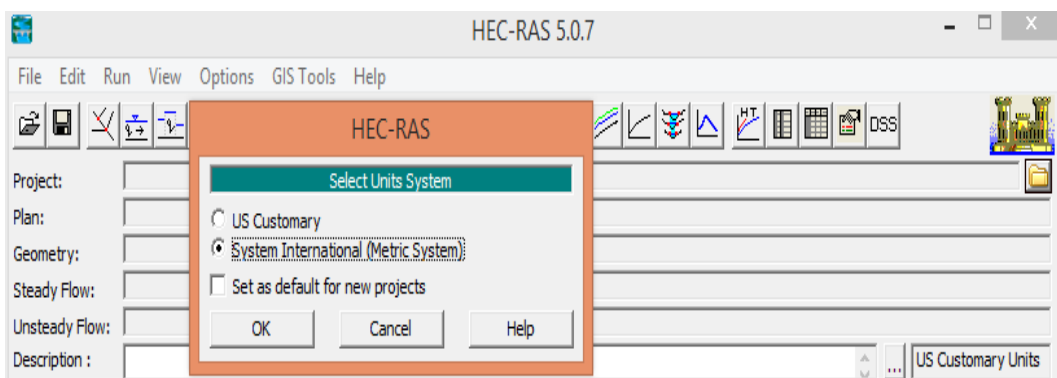 HEC-RAS 5.0.7
X
File Edit Run View Options GIS Tools Help
HT
DSS
HEC-RAS
Select Units System
US Customary
System International (Metric System)
Set as default for new projects
OK Cancel Help
Project:
Plan:
Geometry:
Steady Flow:
Unsteady Flow:
Description :
... US Customary Units